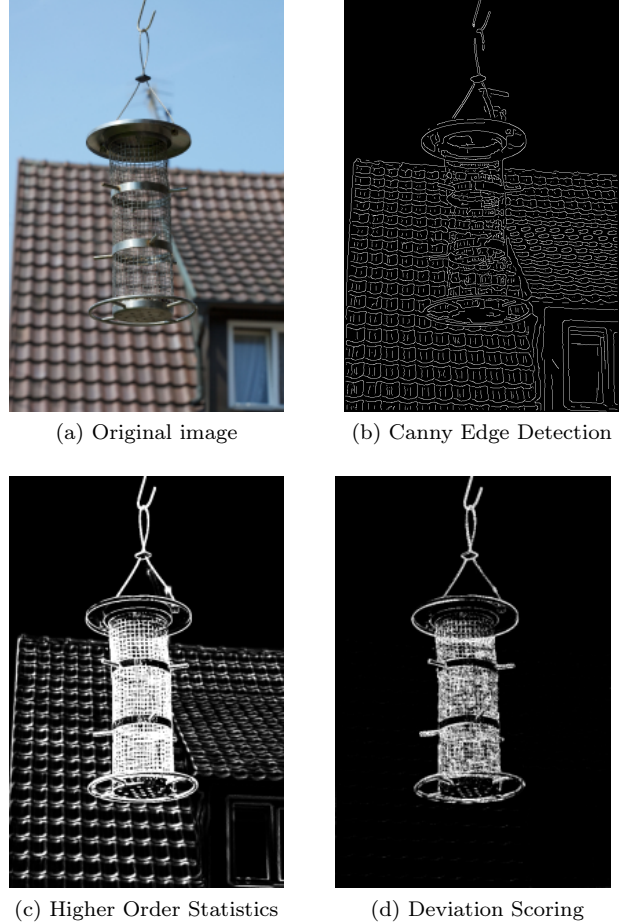 (a) Original image
(b) Canny Edge Detection
(c) Higher Order Statistics
(d) Deviation Scoring